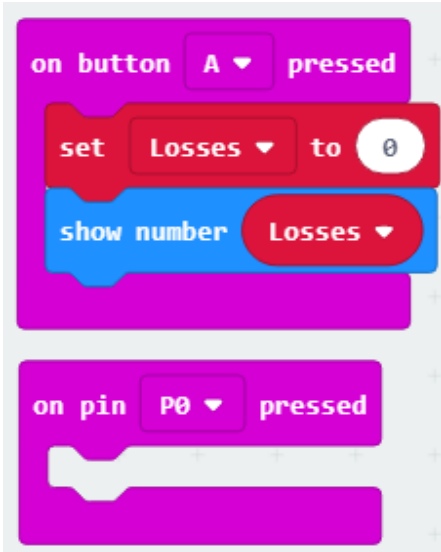 on button A pressed
set Losses to 0
show number Losses
on pin P0 pressed